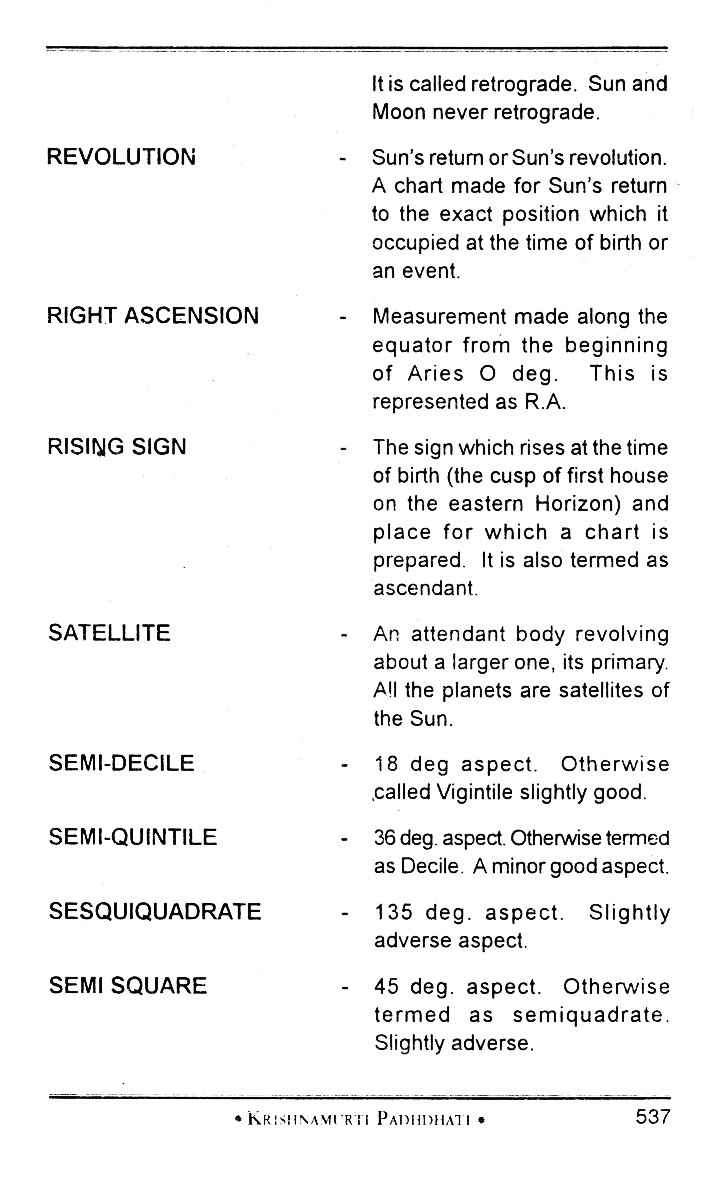 It is called retrograde. Sun and
Moon never retrograde.
REVOLUTION - Sun's return or Sun's revolution.
A chart made for Sun's return
to the exact position which it
occupied at the time of birth or
an event.
RIGHT ASCENSION - Measurement made along the
equator from the beginning
of Aries O deg. This is
represented as R.A.
RISING SIGN - The sign which rises at the time
of birth (the cusp of first house
on the eastern Horizon) and
place for which a chart is
prepared. It is also termed as
ascendant.
SATELLITE - An attendant body revolving
about a larger one, its primary.
All the planets are satellites of
the Sun.
SEMI-DECILE - 18 deg aspect. Otherwise
called Vigintile slightly good.
SEMI-QUINTILE - 36 deg. aspect. Otherwise termed
as Decile. A minor good aspect.
SESQUIQUADRATE - 135 deg. aspect. Slightly
adverse aspect.
SEMI SQUARE - 45 deg. aspect. Otherwise
termed as semiquadrate.
Slightly adverse.
• KRISHNAMURTI PADHDHATI • 537